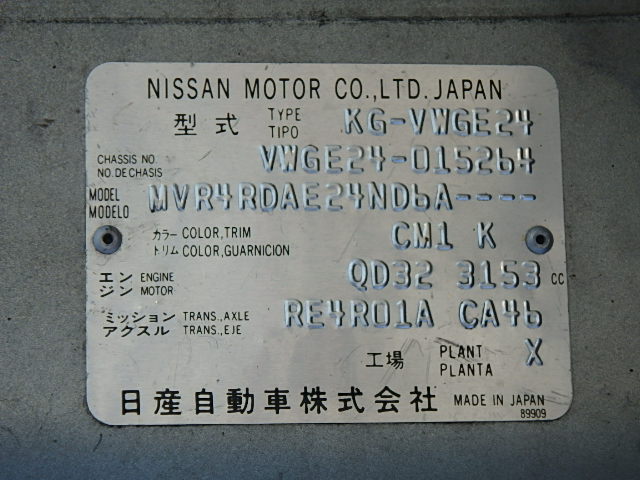 NISSAN MOTOR CO.,LTD. JAPAN
型式 TYPE TIPO KG-VWGE24
CHASSIS NO. NO. DE CHASIS VWGE24-015264
MODEL MODELO MVR4RDAE24ND6A----
カラー COLOR,TRIM トリム COLOR,GUARNICION CM1 K
エンジン ENGINE MOTOR QD32 3153 cc
ミッション TRANS.,AXLE アクスル TRANS.,EJE RE4R01A CA46
工場 PLANT PLANTA X
日産自動車株式会社 MADE IN JAPAN
89909